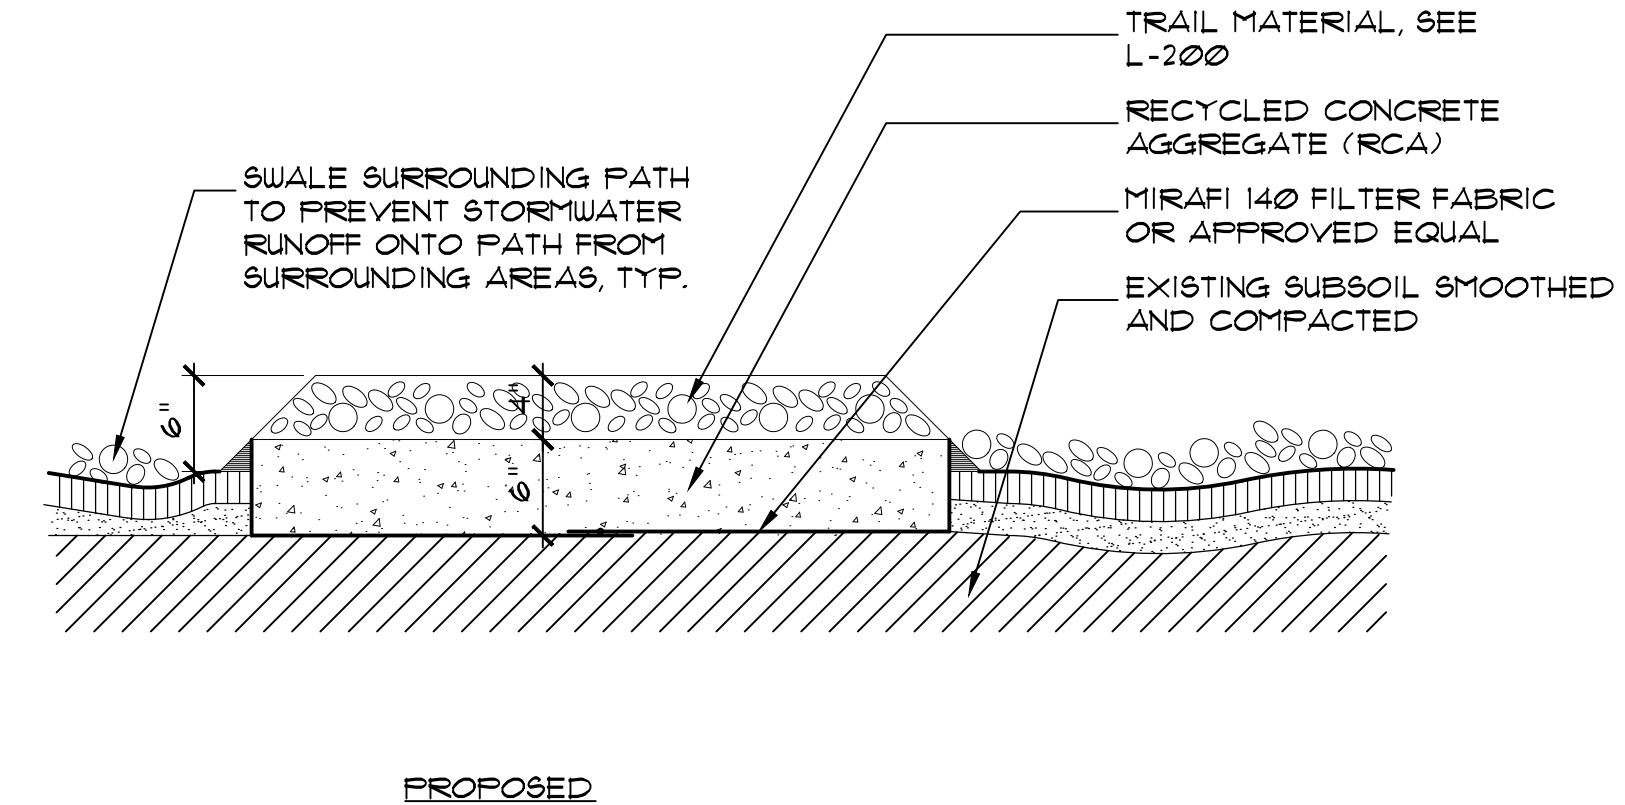 TRAIL MATERIAL, SEE
L-200
RECYCLED CONCRETE
AGGREGATE (RCA)
MIRAFI 140 FILTER FABRIC
OR APPROVED EQUAL
EXISTING SUBSOIL SMOOTHED
AND COMPACTED
SWALE SURROUNDING PATH
TO PREVENT STORMWATER
RUNOFF ONTO PATH FROM
SURROUNDING AREAS, TYP.
6"
4"
6"
PROPOSED